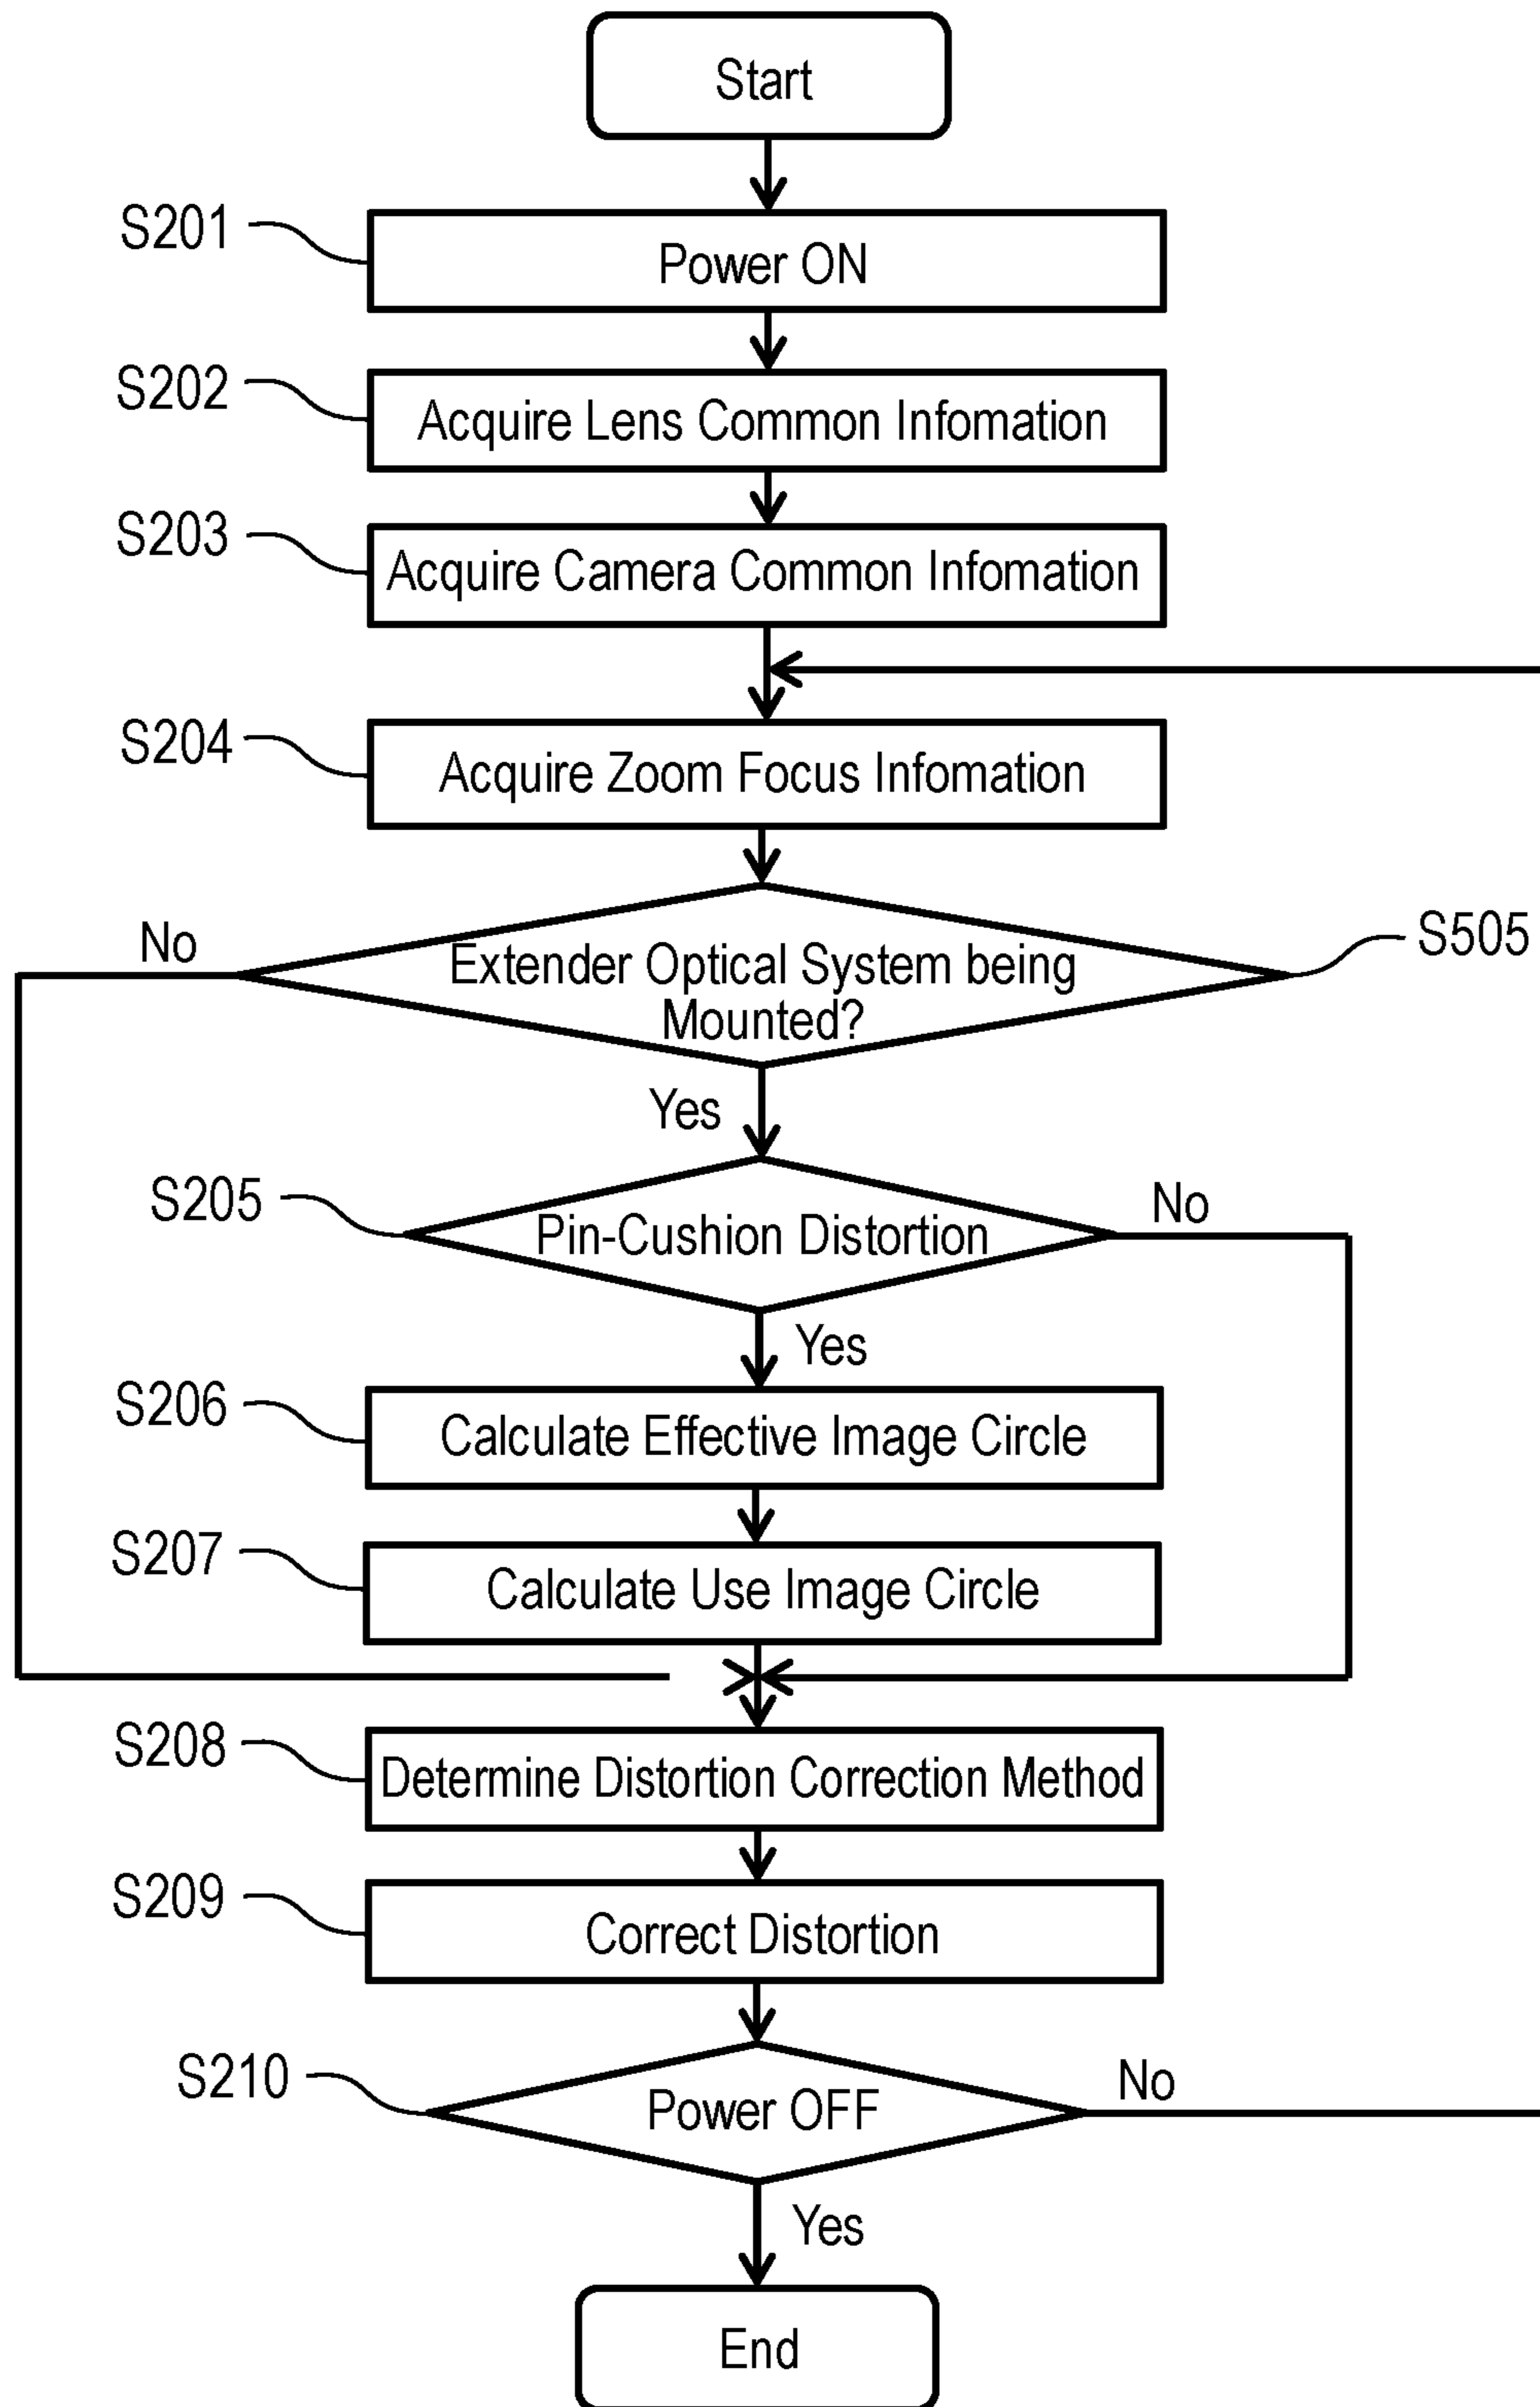 Start
S201
Power ON
S202
Acquire Lens Common Infomation
S203
Acquire Camera Common Infomation
S204
Acquire Zoom Focus Infomation
No
S505
Extender Optical System being
Mounted?
Yes
S205
Pin-Cushion Distortion
No
Yes
S206
Calculate Effective Image Circle
S207
Calculate Use Image Circle
S208
Determine Distortion Correction Method
S209
Correct Distortion
S210
Power OFF
No
Yes
End